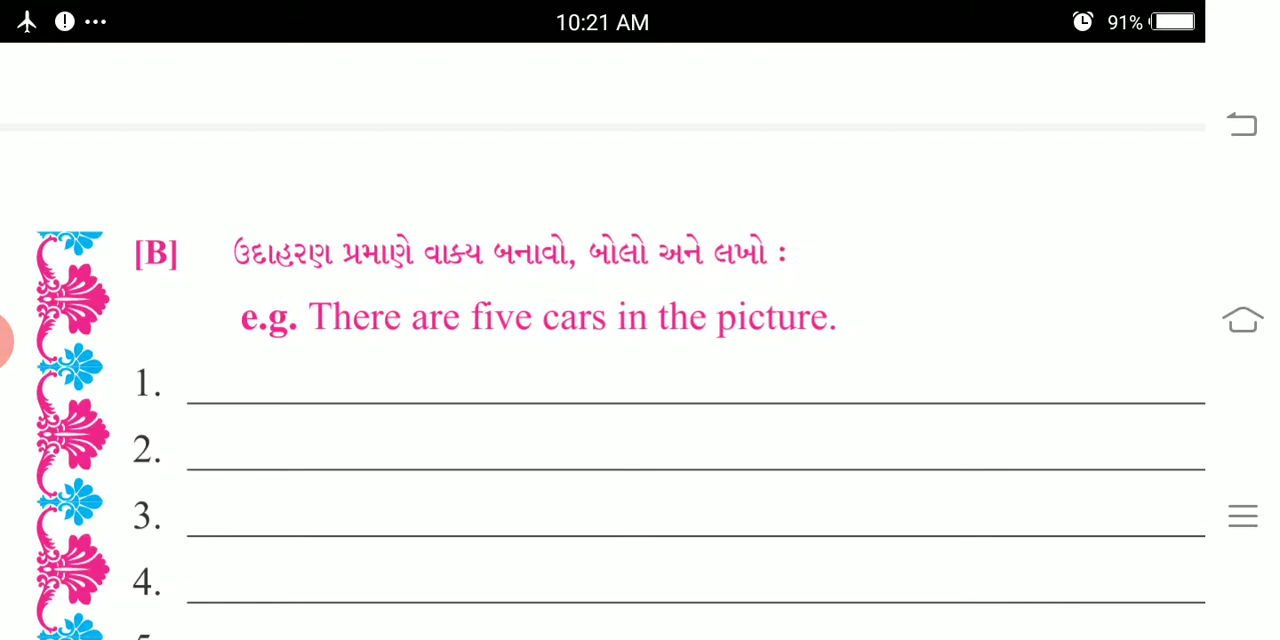 10:21 AM
91%
[B] ઉદાહરણ પ્રમાણે વાક્ય બનાવો, બોલો અને લખો :
e.g. There are five cars in the picture.
1.
2.
3.
4.